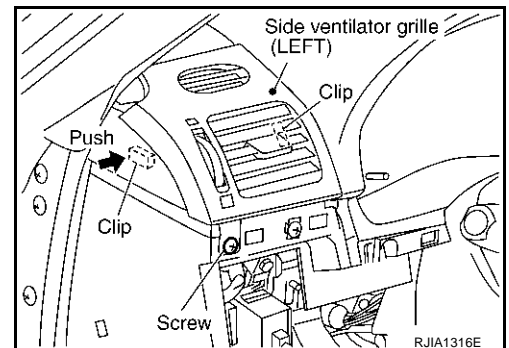 Side ventilator grille
(LEFT)
Clip
Push
Clip
Screw
RJIA1316E